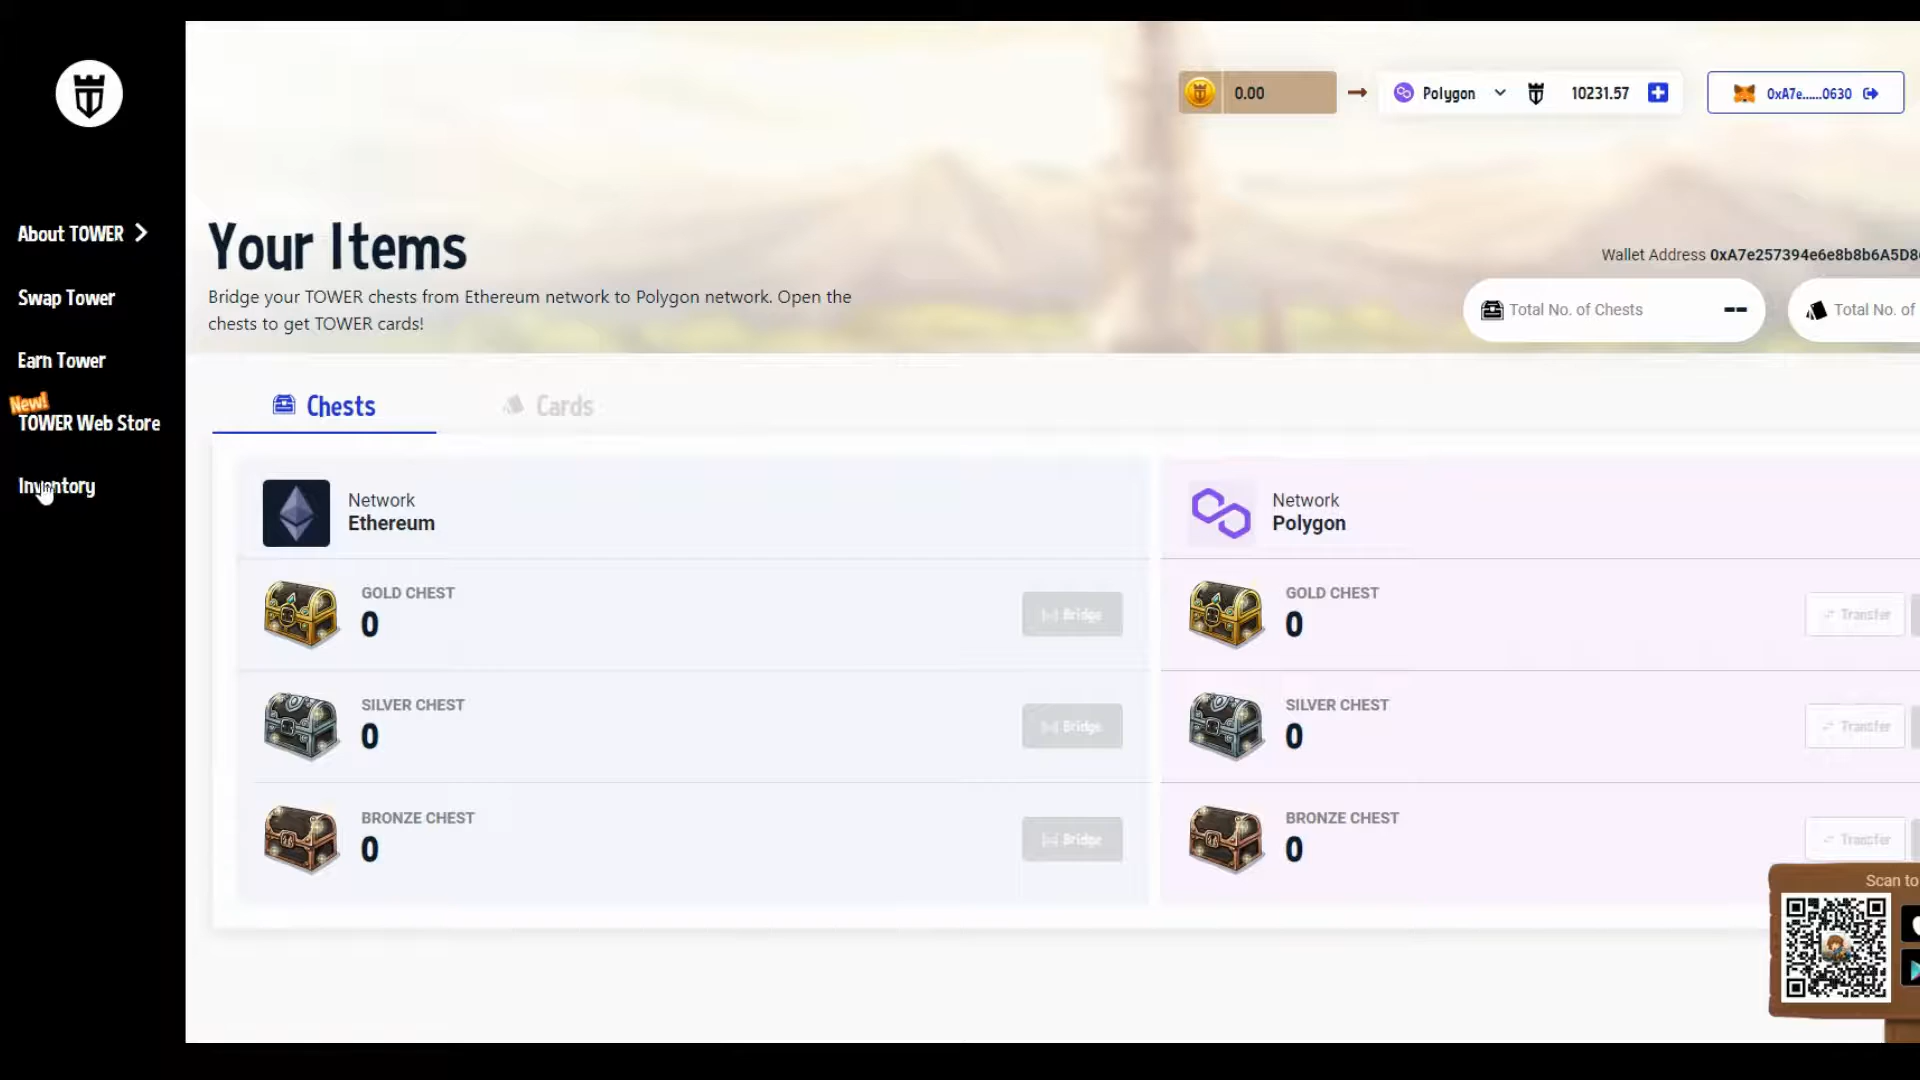 0.00
Polygon
10231.57
0xA7e......0630
About TOWER
Swap Tower
Earn Tower
New!
TOWER Web Store
Inventory
Your Items
Bridge your TOWER chests from Ethereum network to Polygon network. Open the
chests to get TOWER cards!
Wallet Address 0xA7e257394e6e8b8b6A5D8
Total No. of Chests --
Total No. of
Chests
Cards
Network
Ethereum
GOLD CHEST
0
Bridge
SILVER CHEST
0
Bridge
BRONZE CHEST
0
Bridge
Network
Polygon
GOLD CHEST
0
Transfer
SILVER CHEST
0
Transfer
BRONZE CHEST
0
Transfer
Scan to